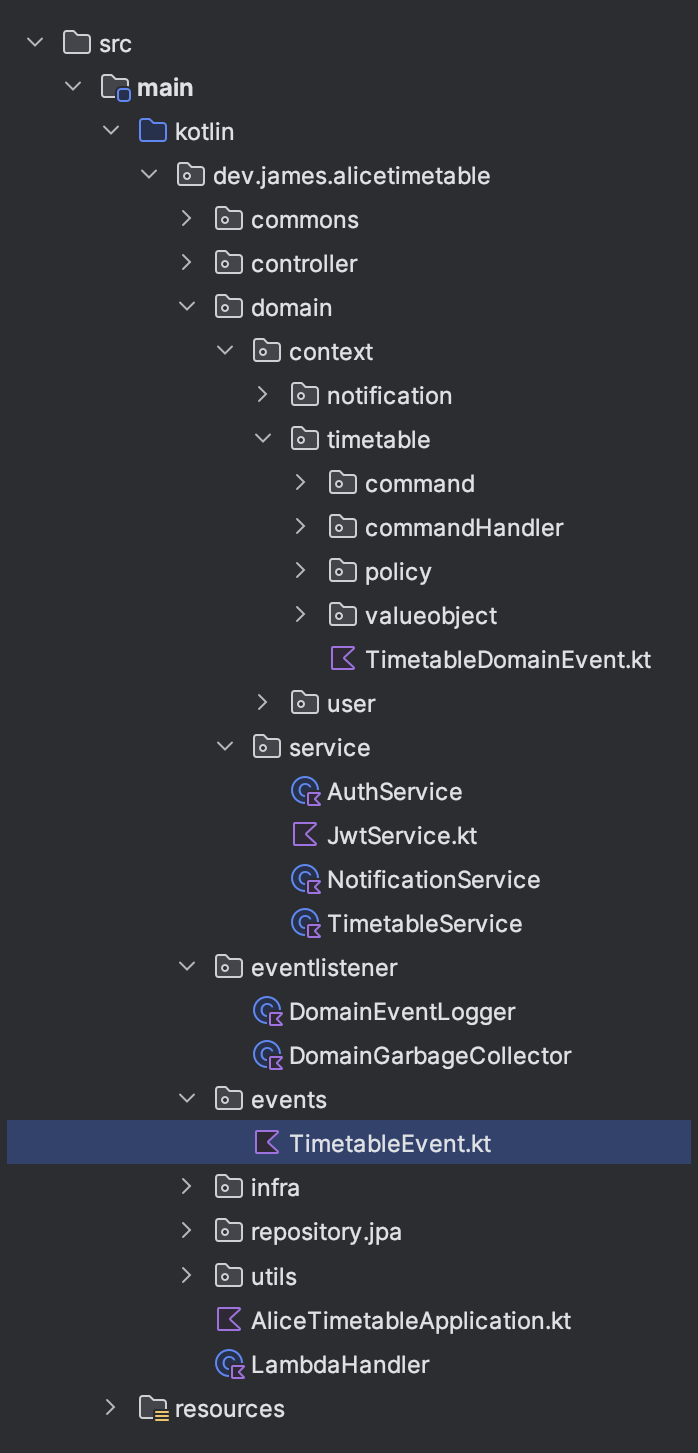 src
main
kotlin
dev.james.alicetimetable
commons
controller
domain
context
notification
timetable
command
commandHandler
policy
valueobject
TimetableDomainEvent.kt
user
service
AuthService
JwtService.kt
NotificationService
TimetableService
eventlistener
DomainEventLogger
DomainGarbageCollector
events
TimetableEvent.kt
infra
repository.jpa
utils
AliceTimetableApplication.kt
LambdaHandler
resources